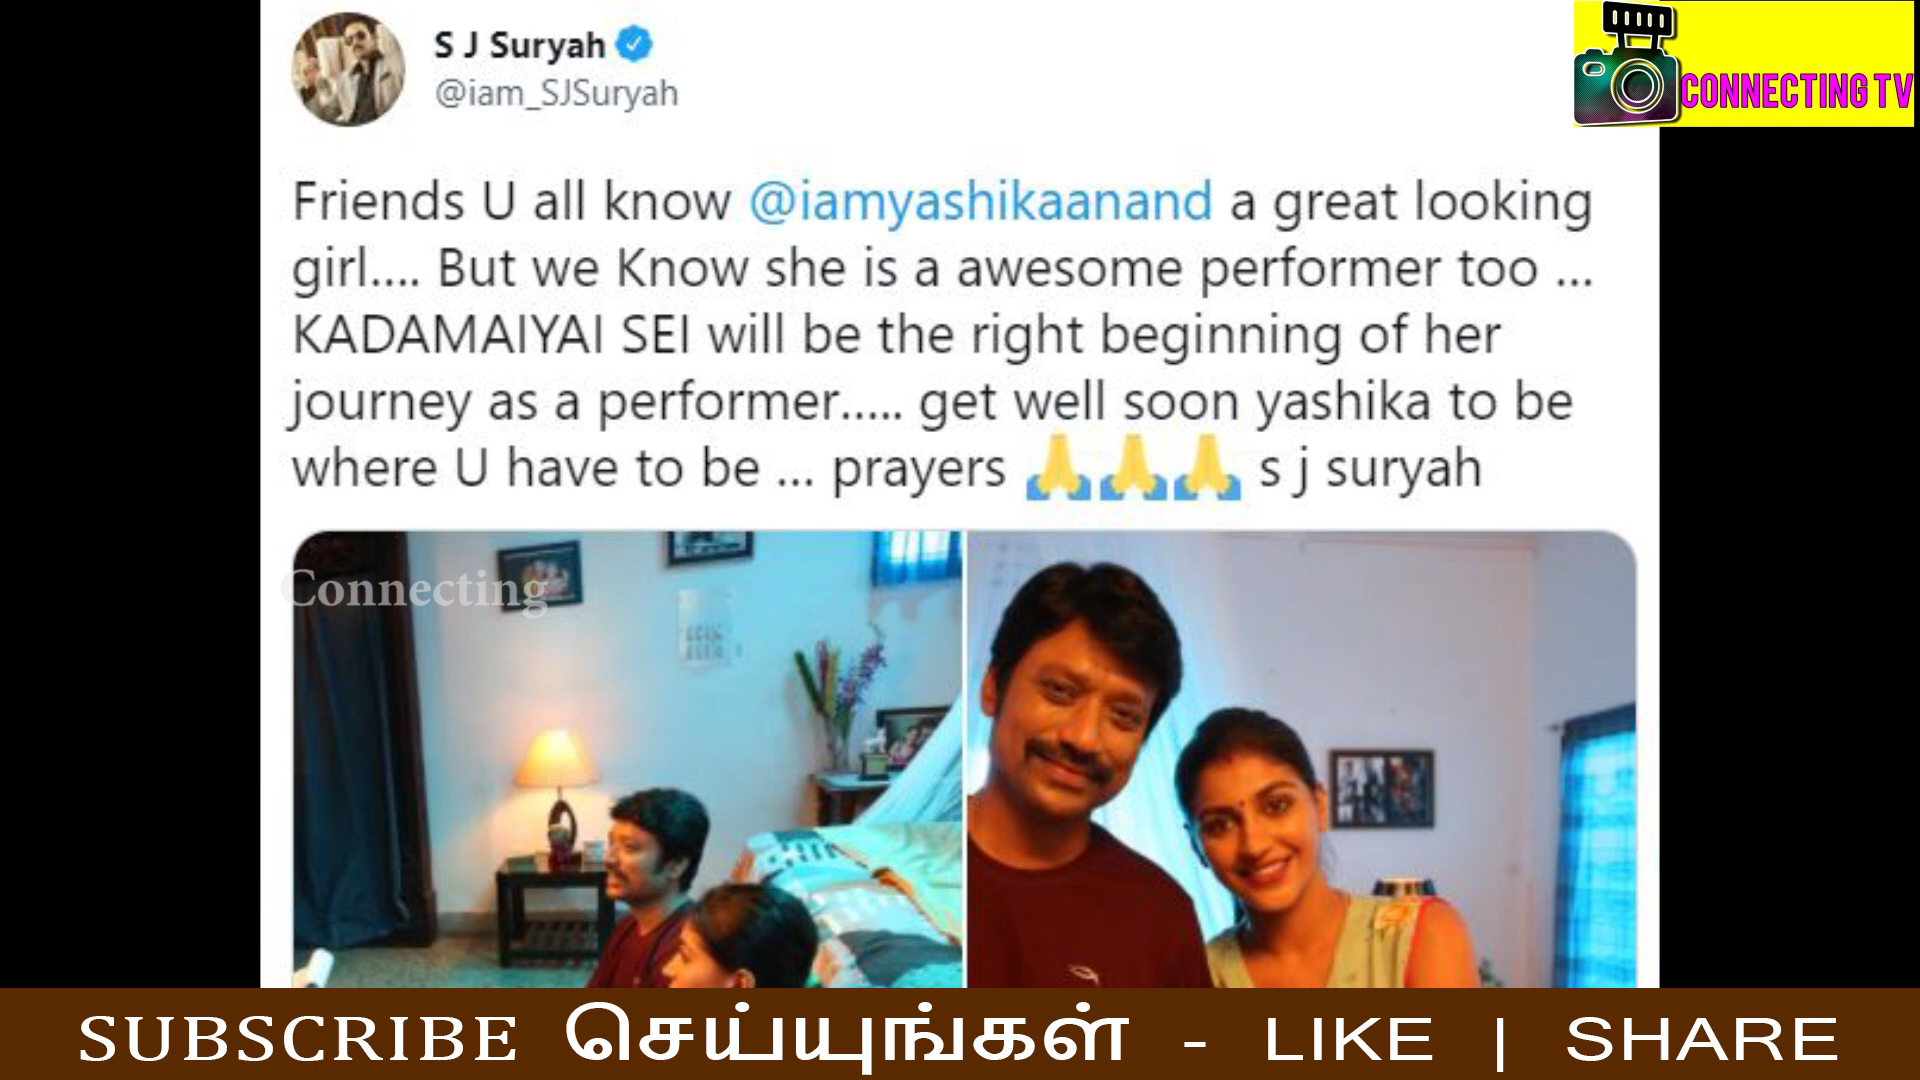 S J Suryah
@iam_SJSuryah
CONNECTING TV
Friends U all know @iamyashikaanand a great looking
girl.... But we Know she is a awesome performer too ...
KADAMAIYAI SEI will be the right beginning of her
journey as a performer..... get well soon yashika to be
where U have to be ... prayers 🙏🙏🙏 s j suryah
Connecting
SUBSCRIBE செய்யுங்கள் - LIKE | SHARE